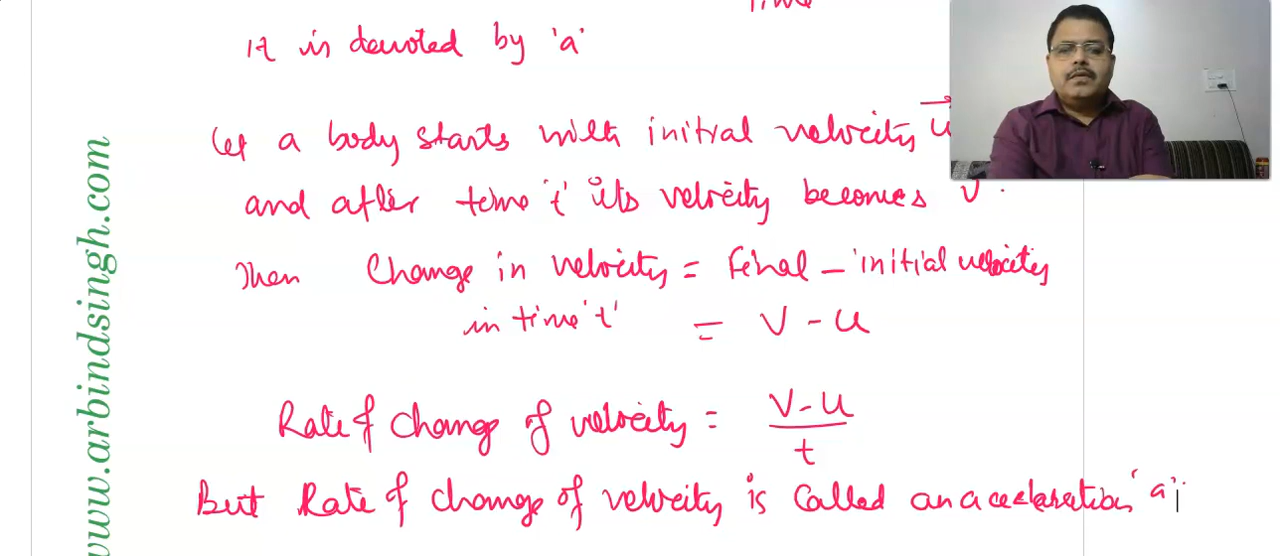 Time
It is denoted by 'a'
Let a body starts with initial velocity u
and after time 't' its velocity becomes v.
Then Change in velocity = Final – initial velocity
in time 't' = V - u
Rate of change of velocity = V - u / t
But Rate of change of velocity is called an acceleration 'a'.
www.arbindsingh.com